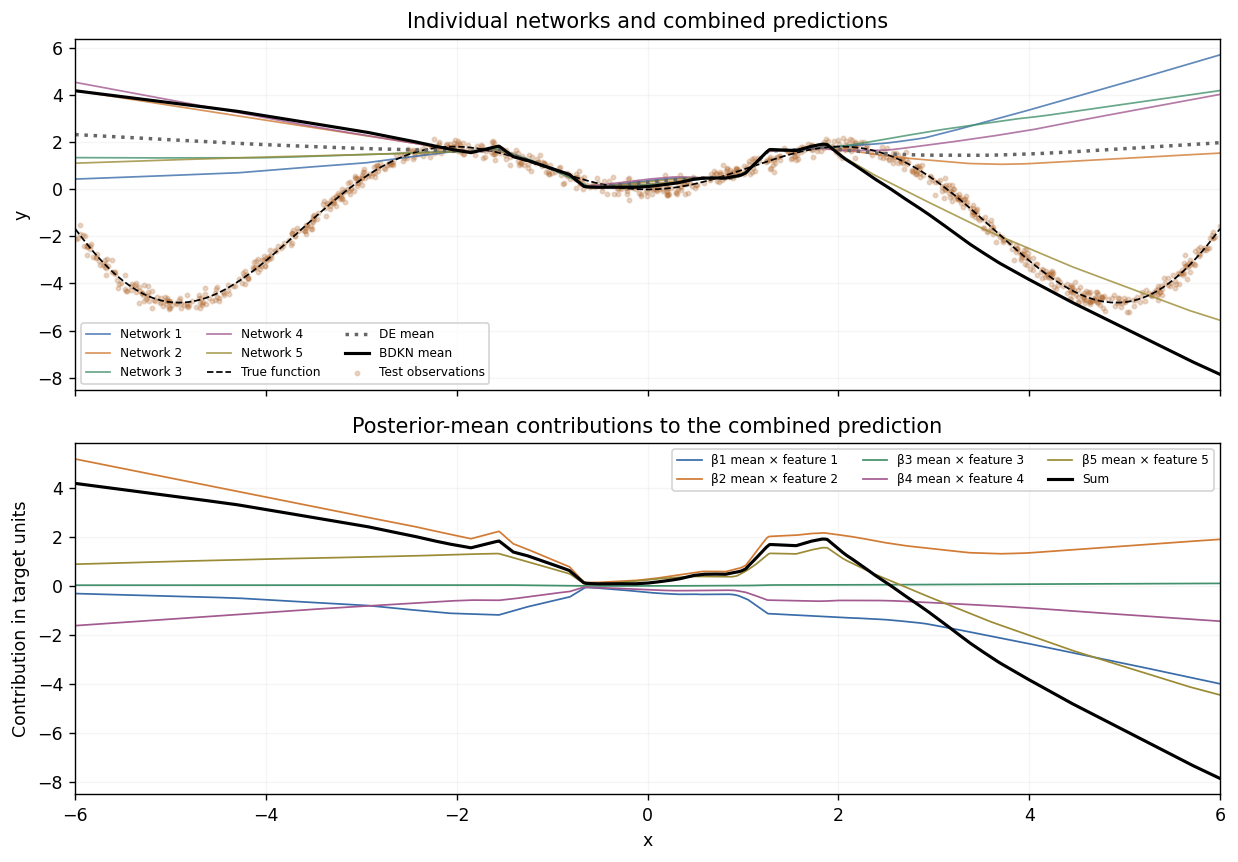 Individual networks and combined predictions
6
4
2
0
−2
−4
−6
−8
y
Network 1
Network 2
Network 3
Network 4
Network 5
True function
DE mean
BDKN mean
Test observations
Posterior-mean contributions to the combined prediction
4
2
0
−2
−4
−6
−8
Contribution in target units
β1 mean × feature 1
β2 mean × feature 2
β3 mean × feature 3
β4 mean × feature 4
β5 mean × feature 5
Sum
−6
−4
−2
0
2
4
6
x